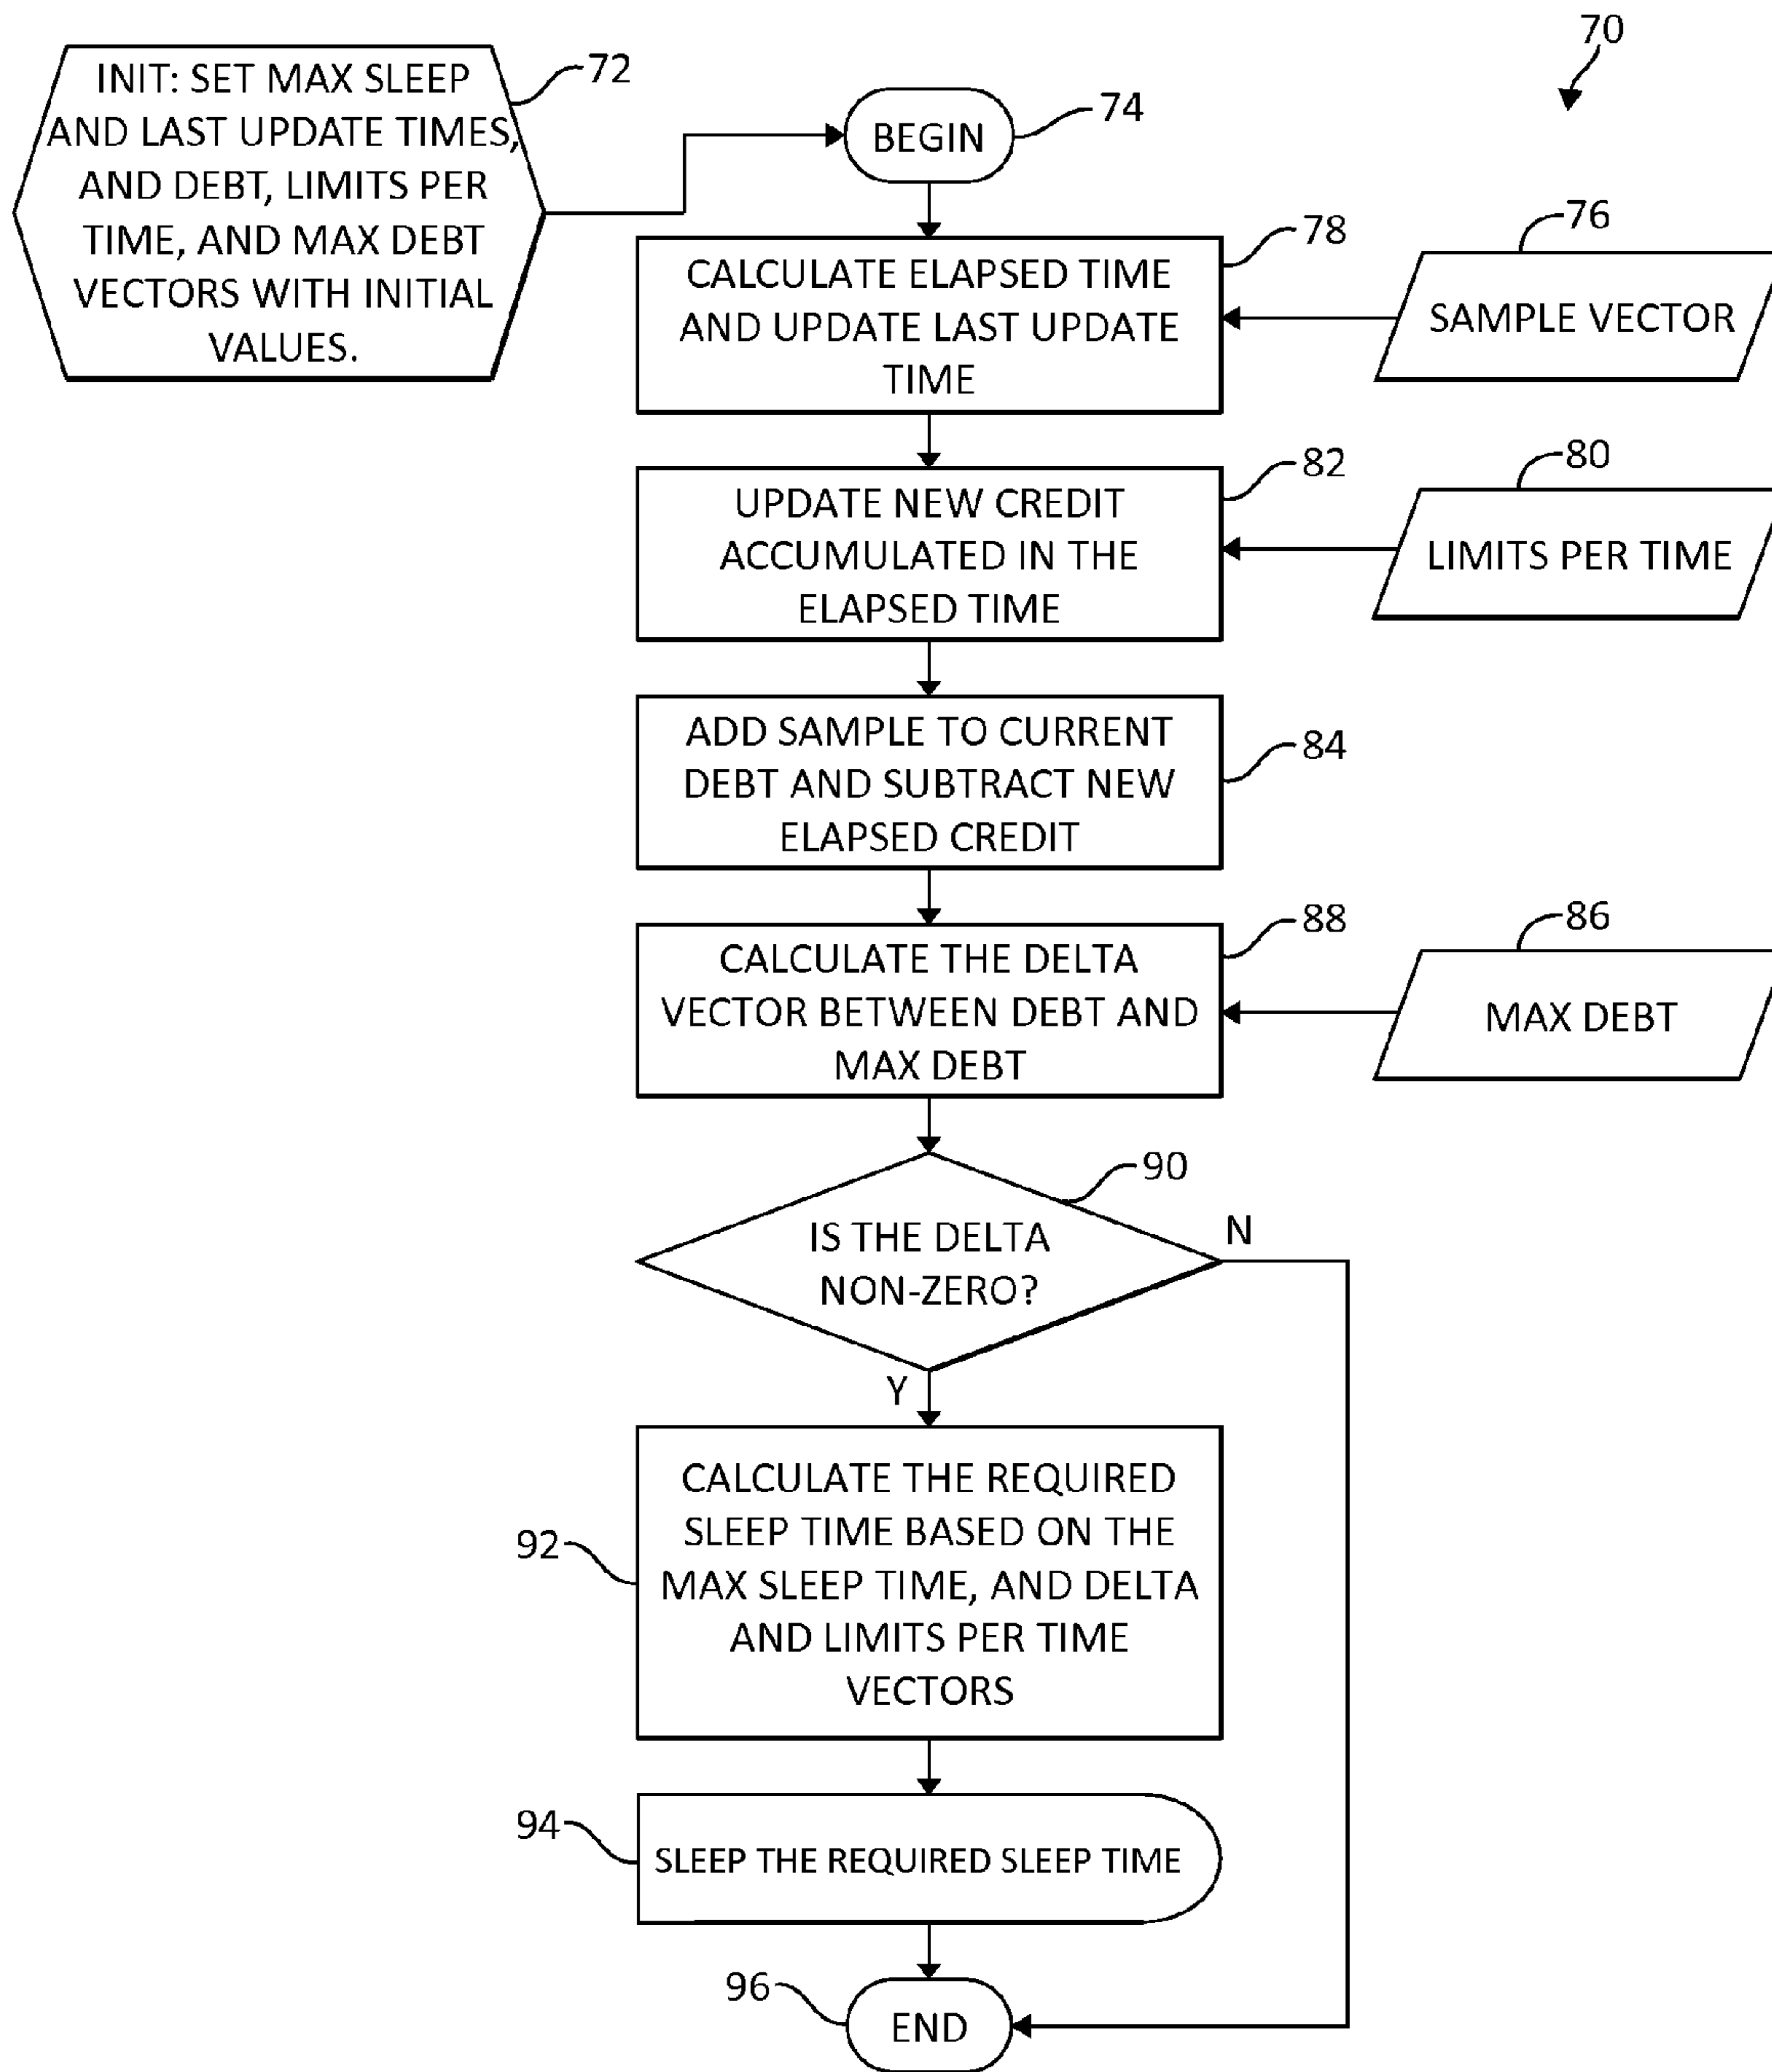 70
INIT: SET MAX SLEEP
AND LAST UPDATE TIMES,
AND DEBT, LIMITS PER
TIME, AND MAX DEBT
VECTORS WITH INITIAL
VALUES.
72
BEGIN
74
CALCULATE ELAPSED TIME
AND UPDATE LAST UPDATE
TIME
78
SAMPLE VECTOR
76
UPDATE NEW CREDIT
ACCUMULATED IN THE
ELAPSED TIME
82
LIMITS PER TIME
80
ADD SAMPLE TO CURRENT
DEBT AND SUBTRACT NEW
ELAPSED CREDIT
84
CALCULATE THE DELTA
VECTOR BETWEEN DEBT AND
MAX DEBT
88
MAX DEBT
86
IS THE DELTA
NON-ZERO?
90
N
Y
CALCULATE THE REQUIRED
SLEEP TIME BASED ON THE
MAX SLEEP TIME, AND DELTA
AND LIMITS PER TIME
VECTORS
92
SLEEP THE REQUIRED SLEEP TIME
94
END
96